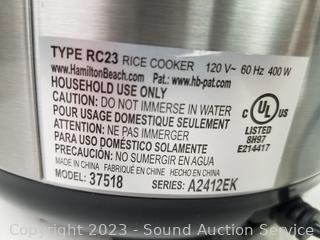 TYPE RC23 RICE COOKER 120 V~ 60 Hz 400 W
www.HamiltonBeach.com Pat.: www.hb-pat.com
HOUSEHOLD USE ONLY
CAUTION: DO NOT IMMERSE IN WATER
POUR USAGE DOMESTIQUE SEULEMENT
ATTENTION: NE PAS IMMERGER
PARA USO DOMÉSTICO SOLAMENTE
PRECAUCIÓN: NO SUMERGIR EN AGUA
MADE IN CHINA FABRIQUÉ EN CHINE HECHO EN CHINA
MODEL: 37518 SERIES: A2412EK
C UL US
®
LISTED
8H97
E214417
Copyright 2023 - Sound Auction Service